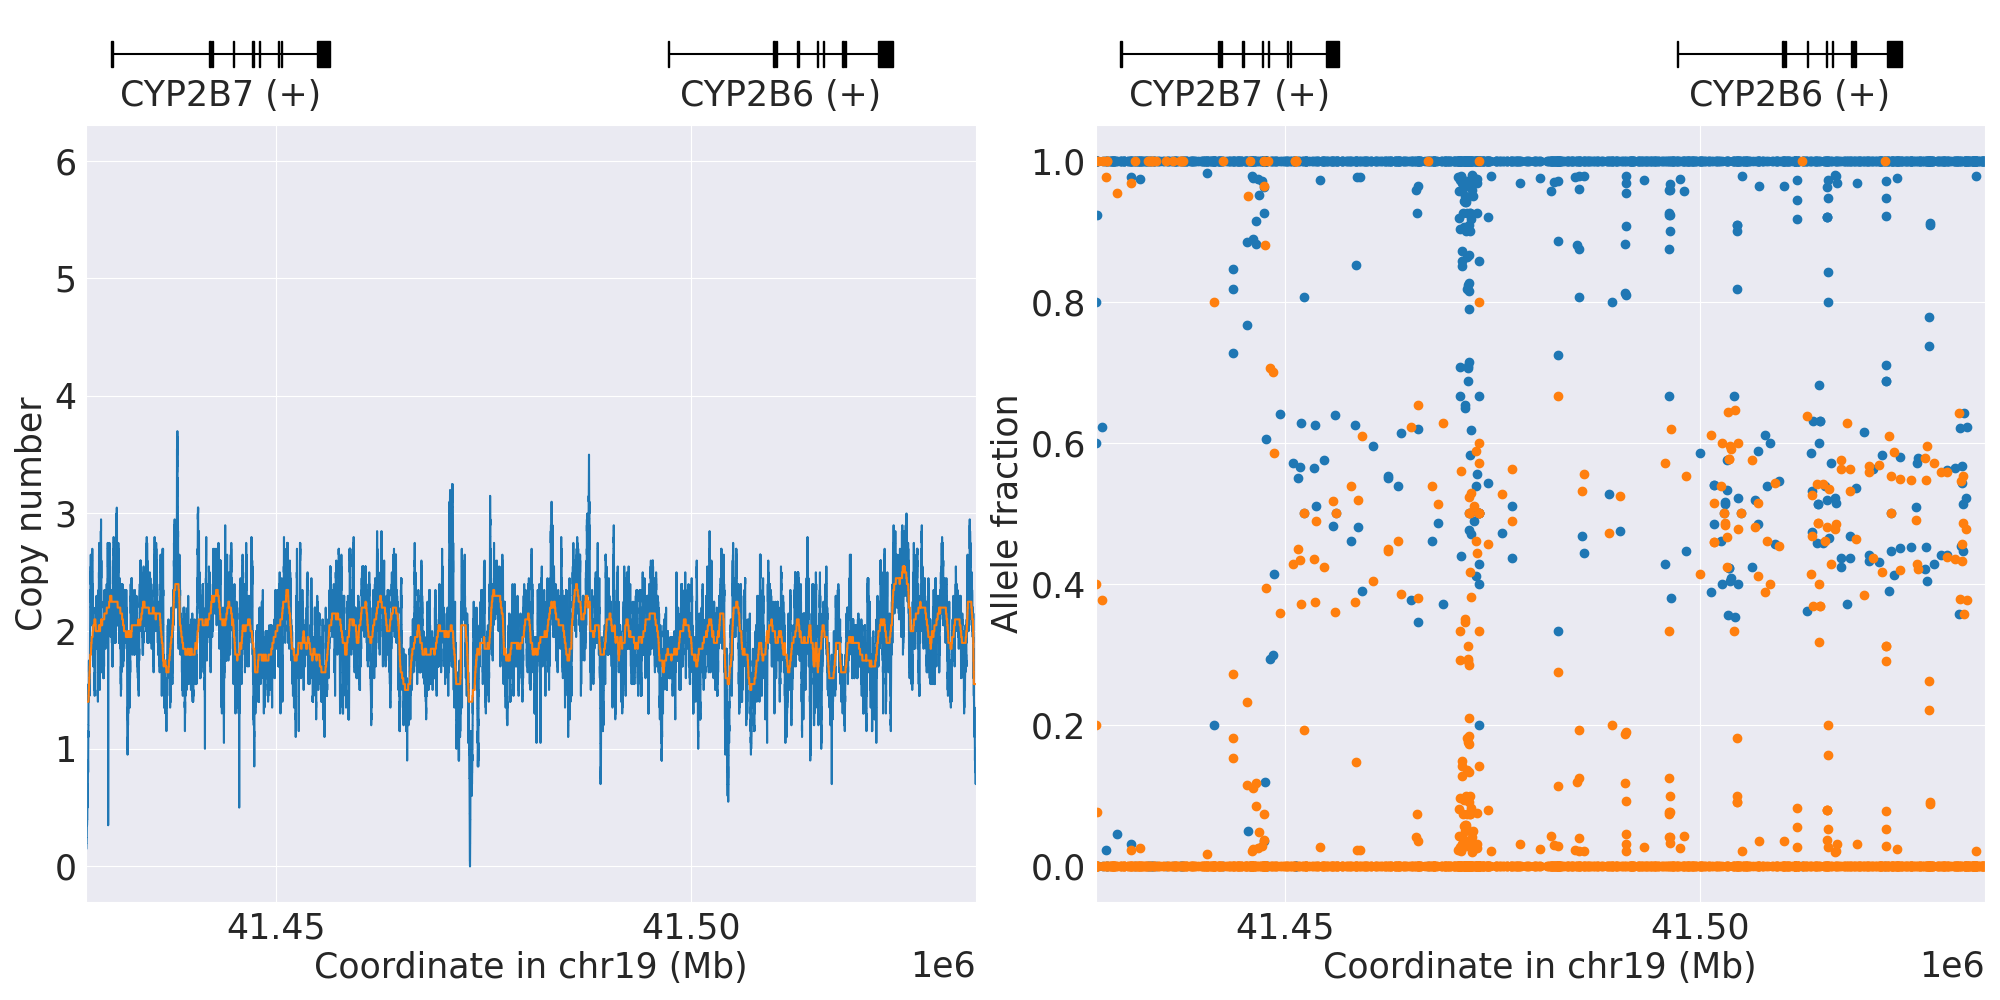 CYP2B7 (+) CYP2B6 (+)
6
5
4
3
2
1
0
Copy number
41.45 41.50
Coordinate in chr19 (Mb) 1e6
CYP2B7 (+) CYP2B6 (+)
1.0
0.8
0.6
0.4
0.2
0.0
Allele fraction
41.45 41.50
Coordinate in chr19 (Mb) 1e6